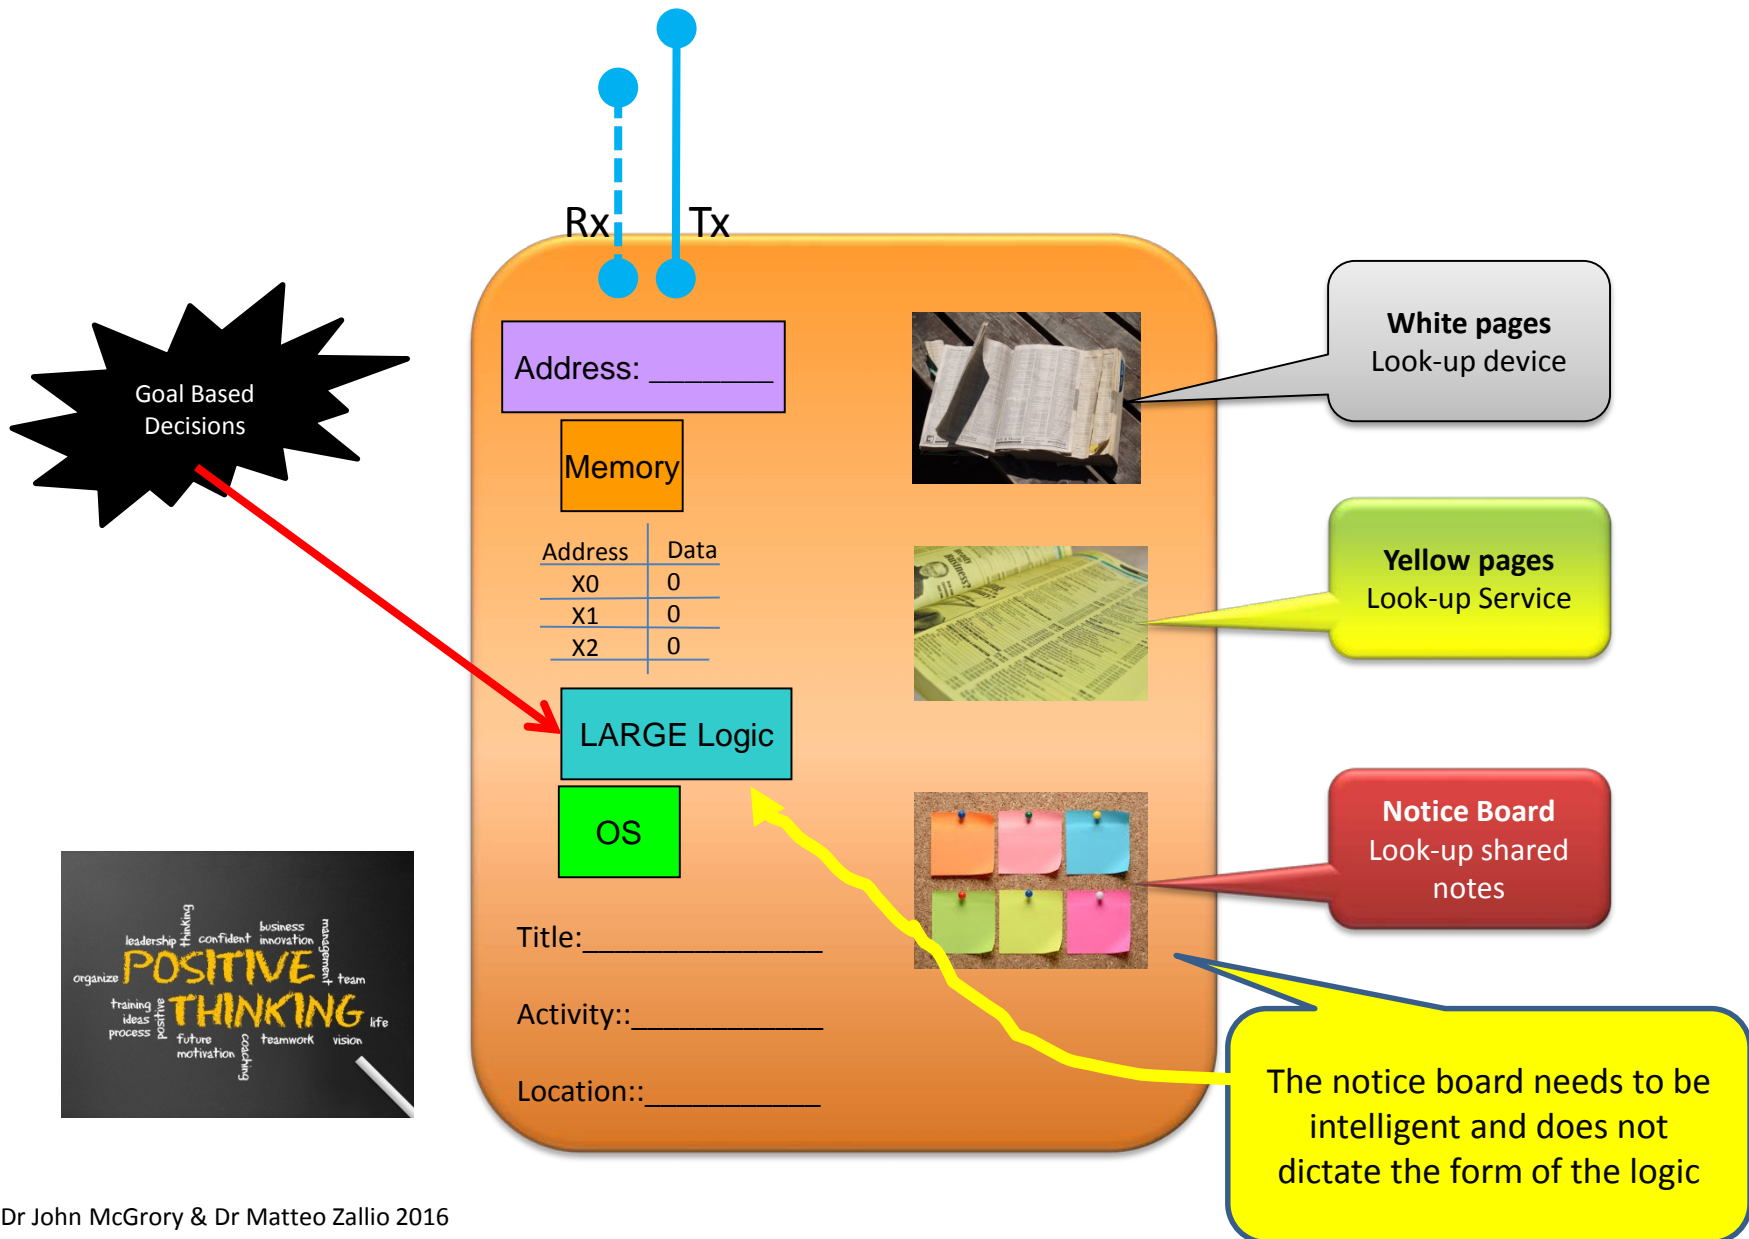 Rx
Tx
Goal Based
Decisions
Address: _______
Memory
Address Data
X0 0
X1 0
X2 0
LARGE Logic
OS
Title:_______________
Activity::____________
Location::___________
White pages
Look-up device
Yellow pages
Look-up Service
Notice Board
Look-up shared
notes
The notice board needs to be
intelligent and does not
dictate the form of the logic
Business?
thinking
business
management
leadership
confident
innovation
organize
POSITIVE
team
training
ideas
process
positive
THINKING
life
future
motivation
coaching
teamwork
vision
Dr John McGrory & Dr Matteo Zallio 2016